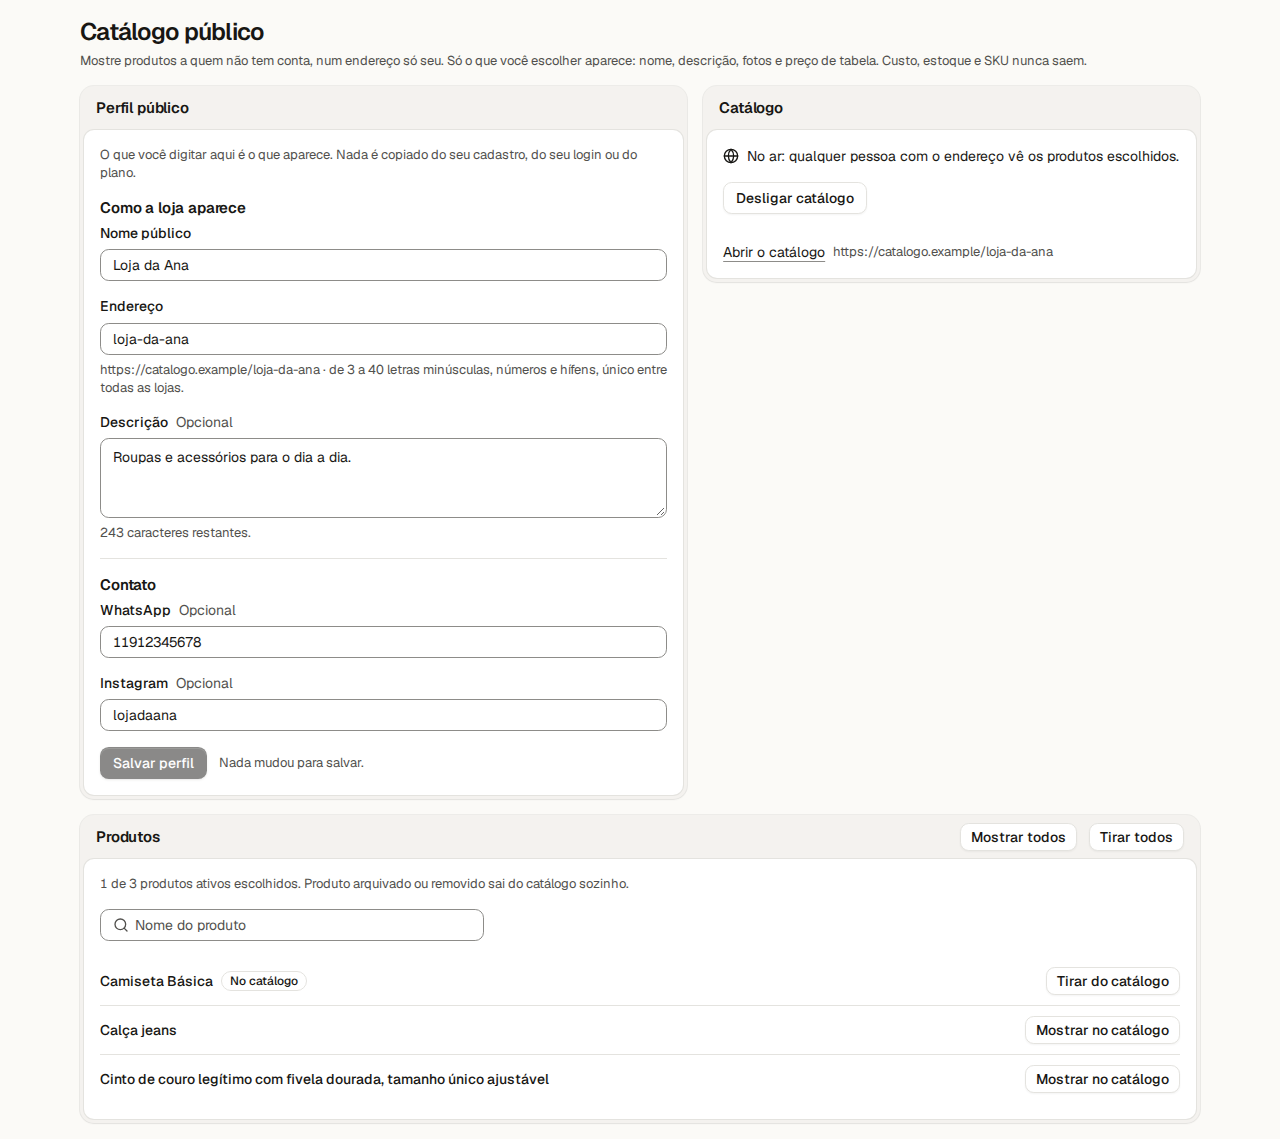 Catálogo público
Mostre produtos a quem não tem conta, num endereço só seu. Só o que você escolher aparece: nome, descrição, fotos e preço de tabela. Custo, estoque e SKU nunca saem.
Perfil público
O que você digitar aqui é o que aparece. Nada é copiado do seu cadastro, do seu login ou do
plano.
Como a loja aparece
Nome público
Loja da Ana
Endereço
loja-da-ana
https://catalogo.example/loja-da-ana · de 3 a 40 letras minúsculas, números e hífens, único entre
todas as lojas.
Descrição Opcional
Roupas e acessórios para o dia a dia.
243 caracteres restantes.
Contato
WhatsApp Opcional
11912345678
Instagram Opcional
lojadaana
Salvar perfil Nada mudou para salvar.
Catálogo
No ar: qualquer pessoa com o endereço vê os produtos escolhidos.
Desligar catálogo
Abrir o catálogo https://catalogo.example/loja-da-ana
Produtos Mostrar todos Tirar todos
1 de 3 produtos ativos escolhidos. Produto arquivado ou removido sai do catálogo sozinho.
Nome do produto
Camiseta Básica No catálogo Tirar do catálogo
Calça jeans Mostrar no catálogo
Cinto de couro legítimo com fivela dourada, tamanho único ajustável Mostrar no catálogo